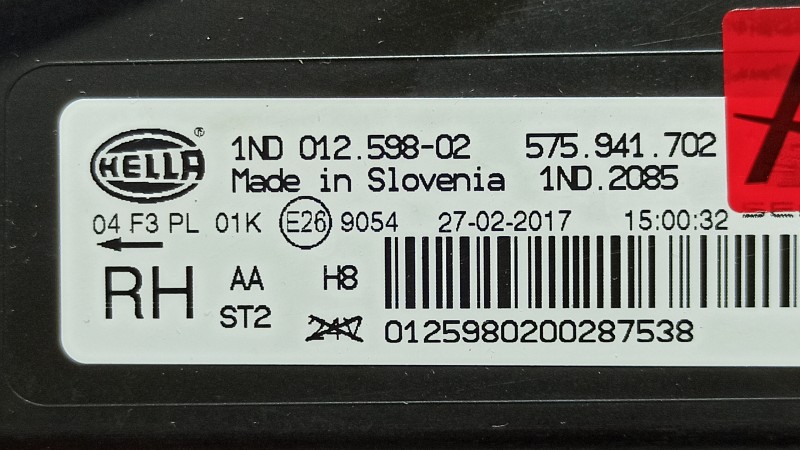 HELLA ®
1ND 012.598-02 575.941.702
Made in Slovenia 1ND.2085
04 F3 PL 01K E26 9054 27-02-2017 15:00:32
RH AA H8
ST2 24V 0125980200287538